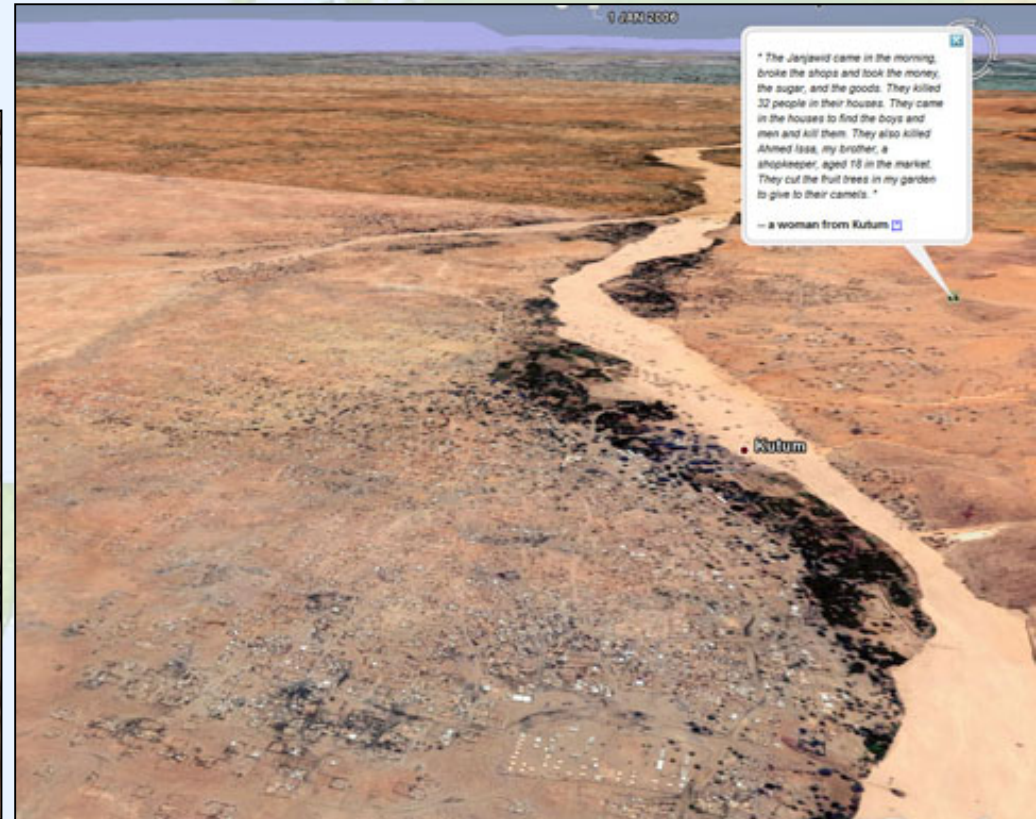 1 JAN 2006
" The Janjawid came in the morning,
broke the shops and took the money,
the sugar, and the goods. They killed
32 people in their houses. They came
in the houses to find the boys and
men and kill them. They also killed
Ahmed Issa, my brother, a
shopkeeper, aged 18 in the market.
They cut the fruit trees in my garden
to give to their camels. "
-- a woman from Kutum
Kutum